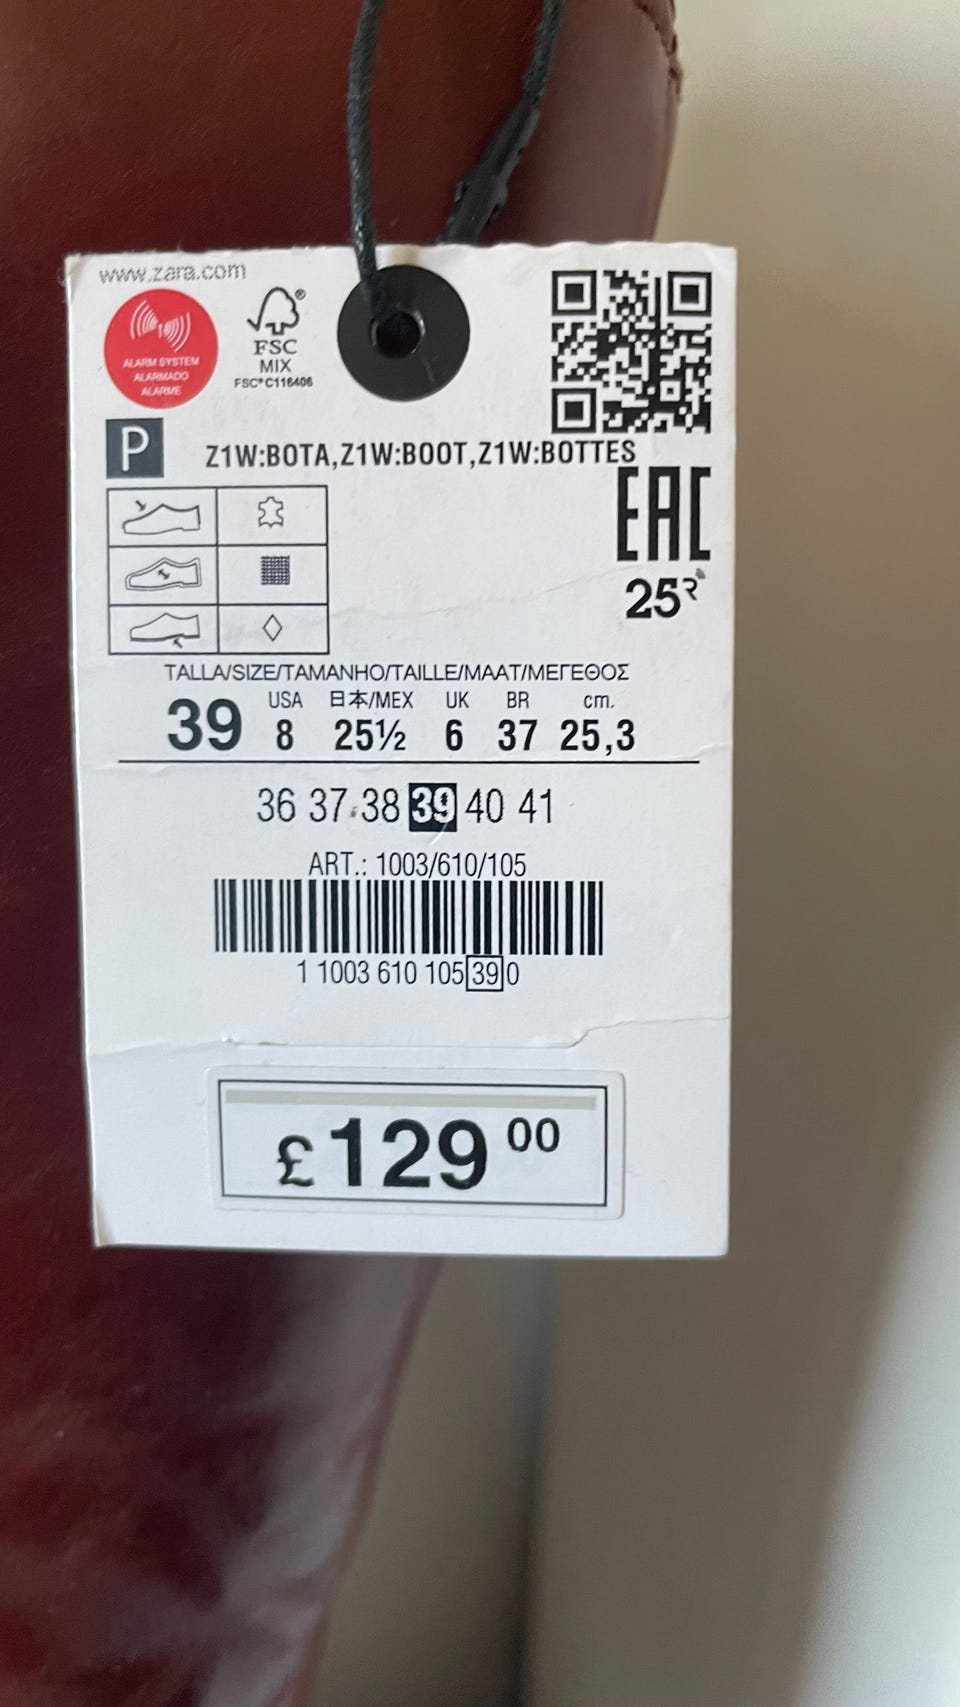 www.zara.com
ALARM SYSTEM
ALARMADO
ALARME
FSC®
MIX
FSC® C116406
P
Z1W:BOTA,Z1W:BOOT,Z1W:BOTTES
EAC
25R
TALLA/SIZE/TAMANHO/TAILLE/MAAT/ΜΕΓΕΘΟΣ
USA 日本/MEX UK BR cm.
39 8 25½ 6 37 25,3
36 37 38 39 40 41
ART.: 1003/610/105
1 1003 610 105 39 0
£129 00